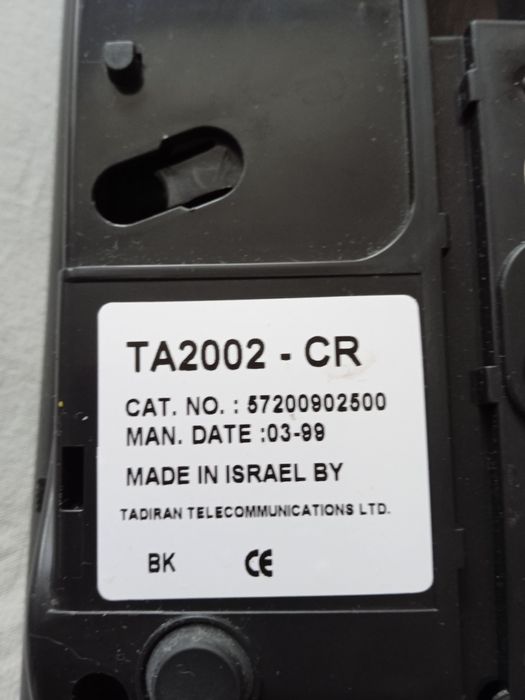 TA2002 - CR
CAT. NO. : 57200902500
MAN. DATE :03-99
MADE IN ISRAEL BY
TADIRAN TELECOMMUNICATIONS LTD.
BK CE